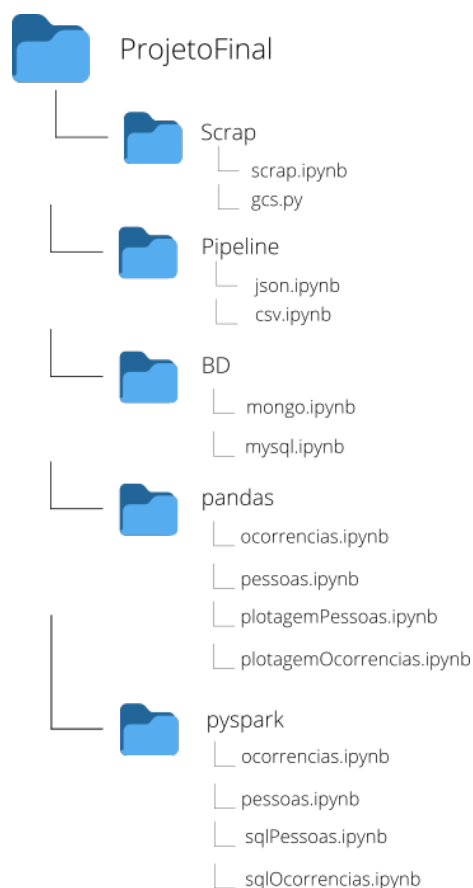 ProjetoFinal
Scrap
scrap.ipynb
gcs.py
Pipeline
json.ipynb
csv.ipynb
BD
mongo.ipynb
mysql.ipynb
pandas
ocorrencias.ipynb
pessoas.ipynb
plotagemPessoas.ipynb
plotagemOcorrencias.ipynb
pyspark
ocorrencias.ipynb
pessoas.ipynb
sqlPessoas.ipynb
sqlOcorrencias.ipynb